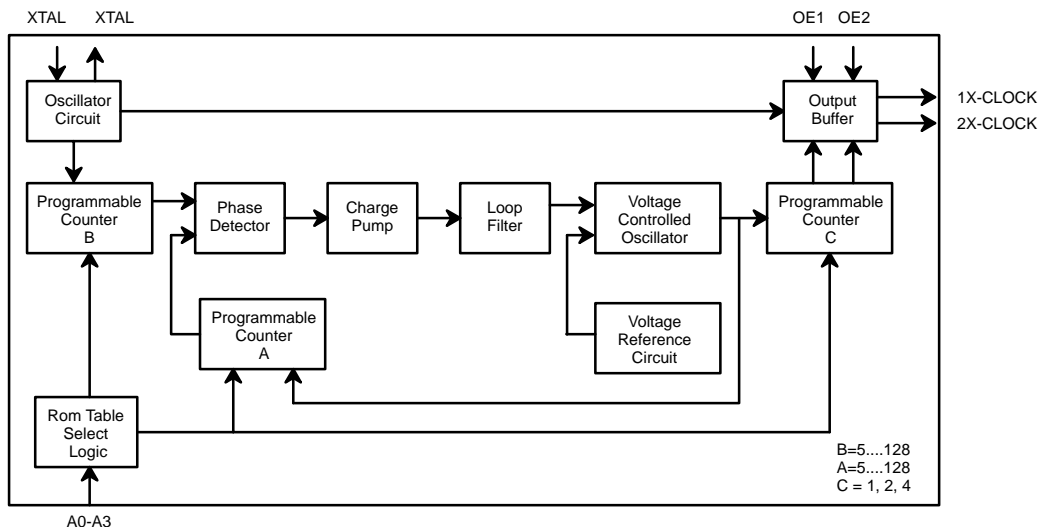 XTAL XTAL OE1 OE2
Oscillator
Circuit
Output
Buffer
1X-CLOCK
2X-CLOCK
Programmable
Counter
B
Phase
Detector
Charge
Pump
Loop
Filter
Voltage
Controlled
Oscillator
Programmable
Counter
C
Programmable
Counter
A
Voltage
Reference
Circuit
Rom Table
Select
Logic
B=5....128
A=5....128
C = 1, 2, 4
A0-A3